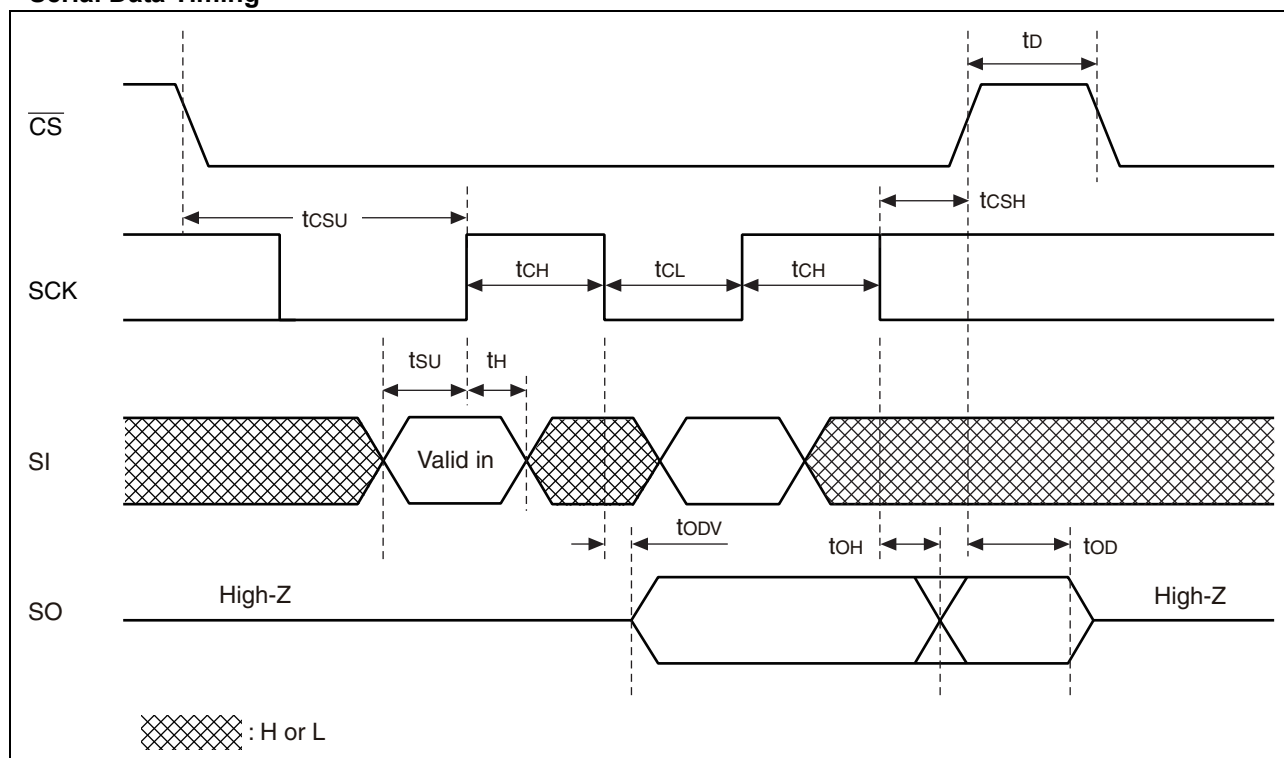 Serial Data Timing
tD
CS
tCSU
tCSH
tCH
tCL
tCH
SCK
tSU
tH
SI
Valid in
tODV
tOH
tOD
High-Z
High-Z
SO
: H or L